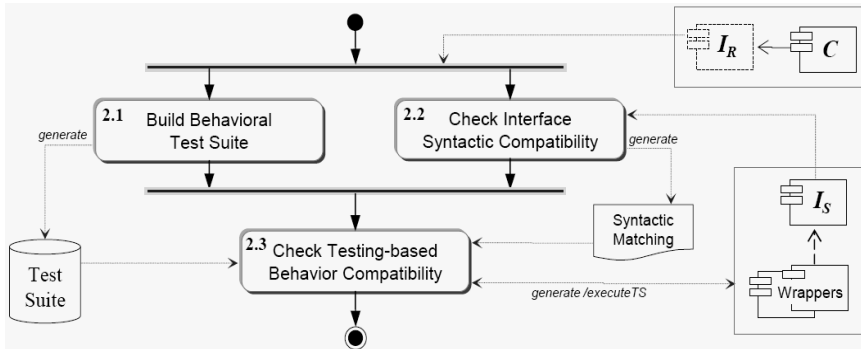 I_R
C
2.1
Build Behavioral
Test Suite
2.2
Check Interface
Syntactic Compatibility
generate
generate
I_S
Syntactic
Matching
2.3
Check Testing-based
Behavior Compatibility
Test
Suite
generate /executeTS
Wrappers